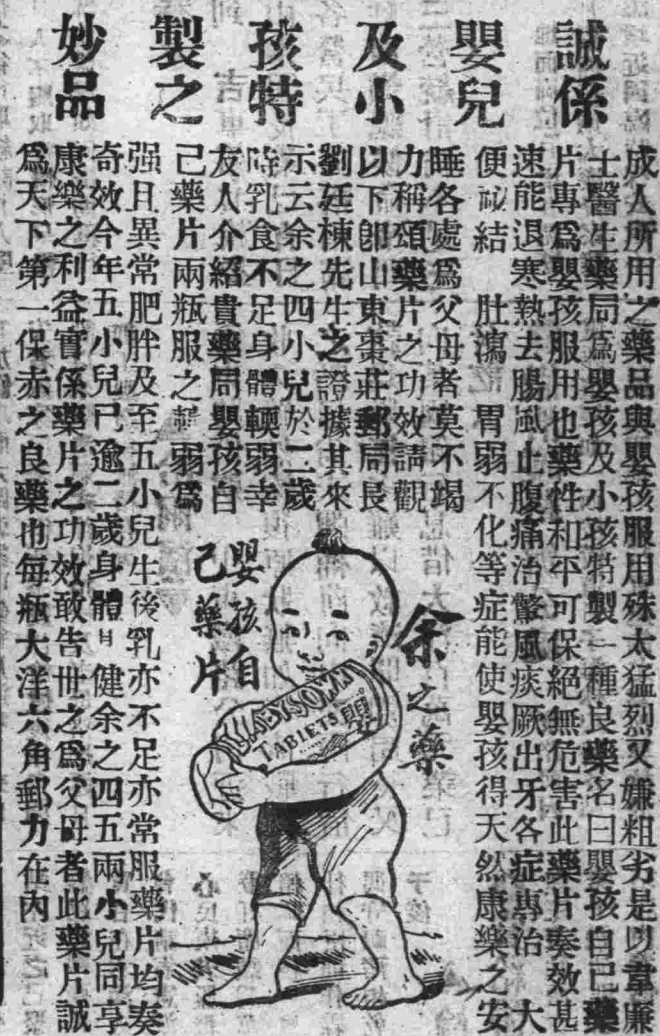 誠係
嬰兒
及小
孩特
製之
妙品
成人所用之藥品與嬰孩服用殊太猛烈又嫌粗劣是以韋廉
士醫生藥局爲嬰孩及小孩特製一種良藥名曰嬰孩自己藥
片專爲嬰孩服用也藥性和平可保絕無危害此藥片奏效甚
速能退寒熱去腸風止腹痛治驚風痰厥出牙各症專治 大
便祕結 肚瀉 胃弱不化等症能使嬰孩得天然康樂之安
睡各處爲父母者莫不竭
力稱頌藥片之功效請觀
以下卽山東棗莊郵局長
劉廷棟先生之證據其來
示云余之四小兒於二歲
時乳食不足身體輭弱幸
友人介紹貴藥局嬰孩自
己藥片兩瓶服之轉弱爲
强且異常肥胖及至五小兒生後乳亦不足亦常服藥片均奏
奇效今年五小兒已逾二歲身體日健余之四五兩小兒同享
康樂之利益實係藥片之功效敢告世之爲父母者此藥片誠
爲天下第一保赤之良藥也每瓶大洋六角郵力在內
余之藥
BABY'S OWN
TABLETS
嬰孩自
己藥片